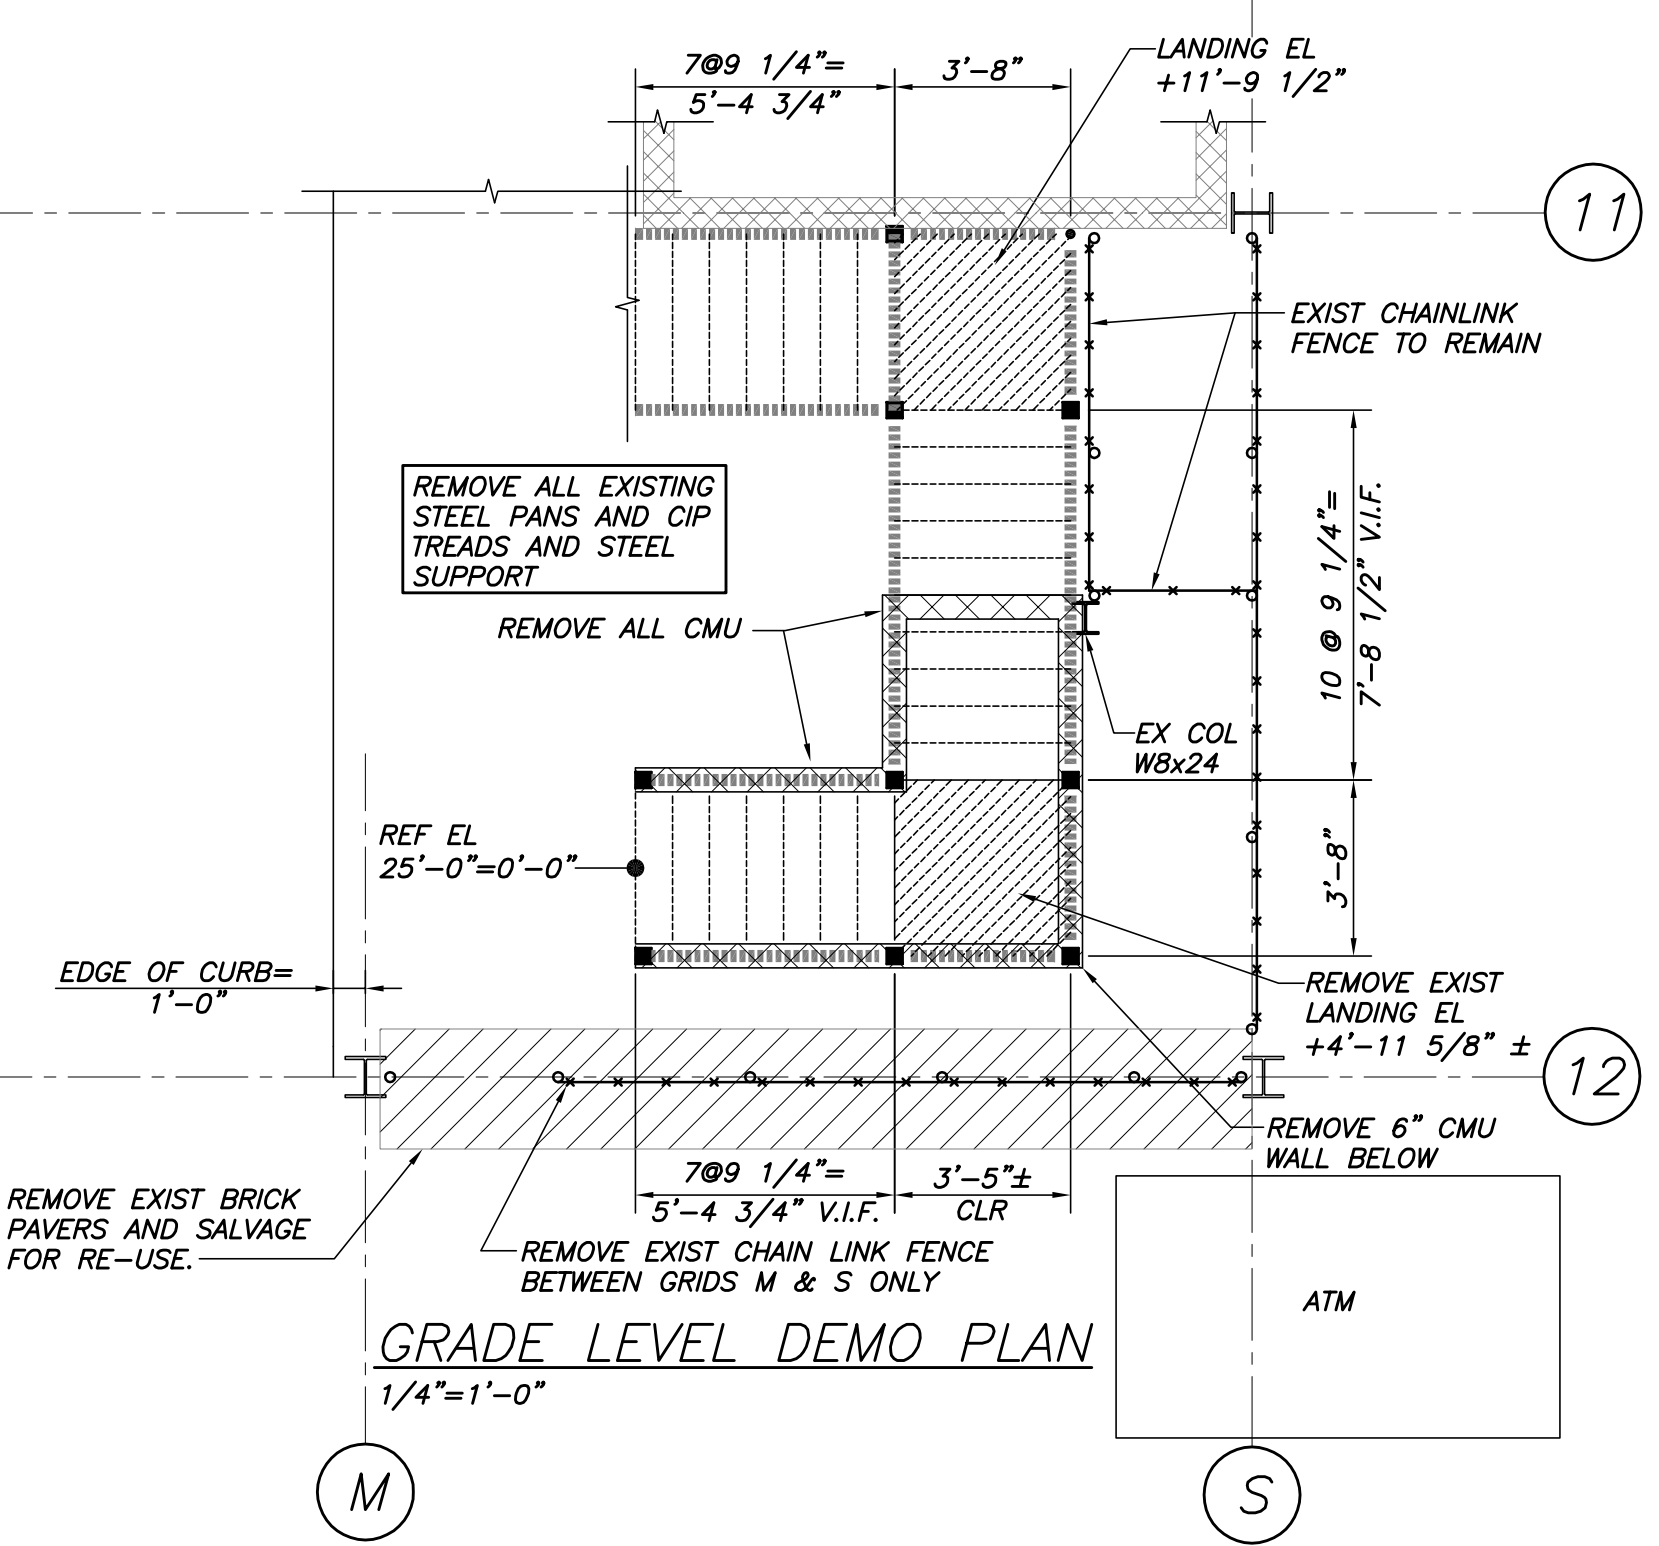 7@9 1/4"=
5'-4 3/4"
3'-8"
LANDING EL
+11'-9 1/2"
11
EXIST CHAINLINK
FENCE TO REMAIN
REMOVE ALL EXISTING
STEEL PANS AND CIP
TREADS AND STEEL
SUPPORT
REMOVE ALL CMU
10 @ 9 1/4"=
7'-8 1/2" V.I.F.
EX COL
W8x24
REF EL
25'-0"=0'-0"
3'-8"
EDGE OF CURB=
1'-0"
REMOVE EXIST
LANDING EL
+4'-11 5/8" ±
12
REMOVE 6" CMU
WALL BELOW
7@9 1/4"=
5'-4 3/4" V.I.F.
3'-5"±
CLR
REMOVE EXIST BRICK
PAVERS AND SALVAGE
FOR RE-USE.
REMOVE EXIST CHAIN LINK FENCE
BETWEEN GRIDS M & S ONLY
ATM
GRADE LEVEL DEMO PLAN
1/4"=1'-0"
M
S